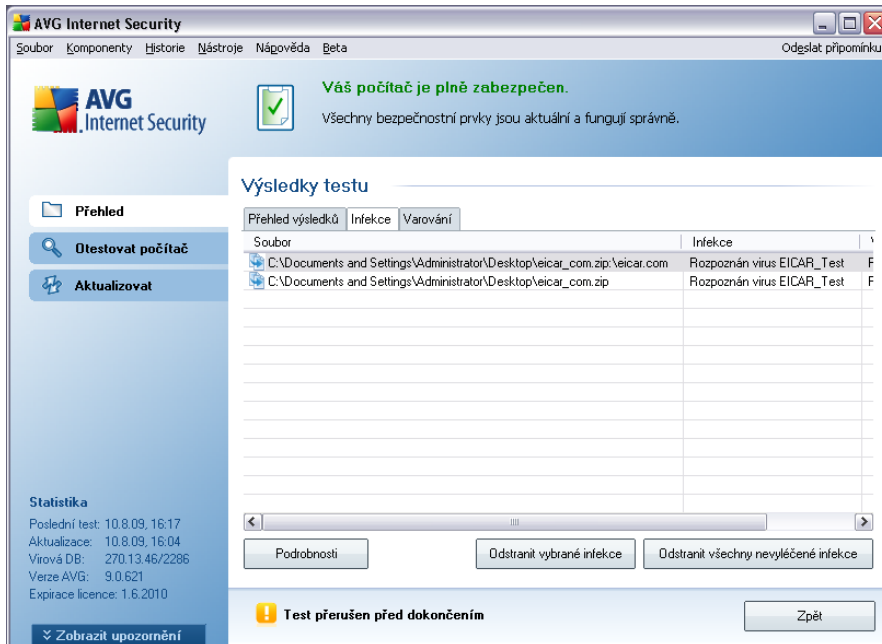 AVG Internet Security
Soubor Komponenty Historie Nástroje Nápověda Beta Odeslat připomínku
AVG
Internet Security
Váš počítač je plně zabezpečen.
Všechny bezpečnostní prvky jsou aktuální a fungují správně.
Přehled
Otestovat počítač
Aktualizovat
Výsledky testu
Přehled výsledků Infekce Varování
Soubor Infekce
C:\Documents and Settings\Administrator\Desktop\eicar_com.zip:\eicar.com Rozpoznán virus EICAR_Test
C:\Documents and Settings\Administrator\Desktop\eicar_com.zip Rozpoznán virus EICAR_Test
Podrobnosti Odstranit vybrané infekce Odstranit všechny nevyléčené infekce
Statistika
Poslední test: 10.8.09, 16:17
Aktualizace: 10.8.09, 16:04
Virová DB: 270.13.46/2286
Verze AVG: 9.0.621
Expirace licence: 1.6.2010
Zobrazit upozornění
Test přerušen před dokončením
Zpět